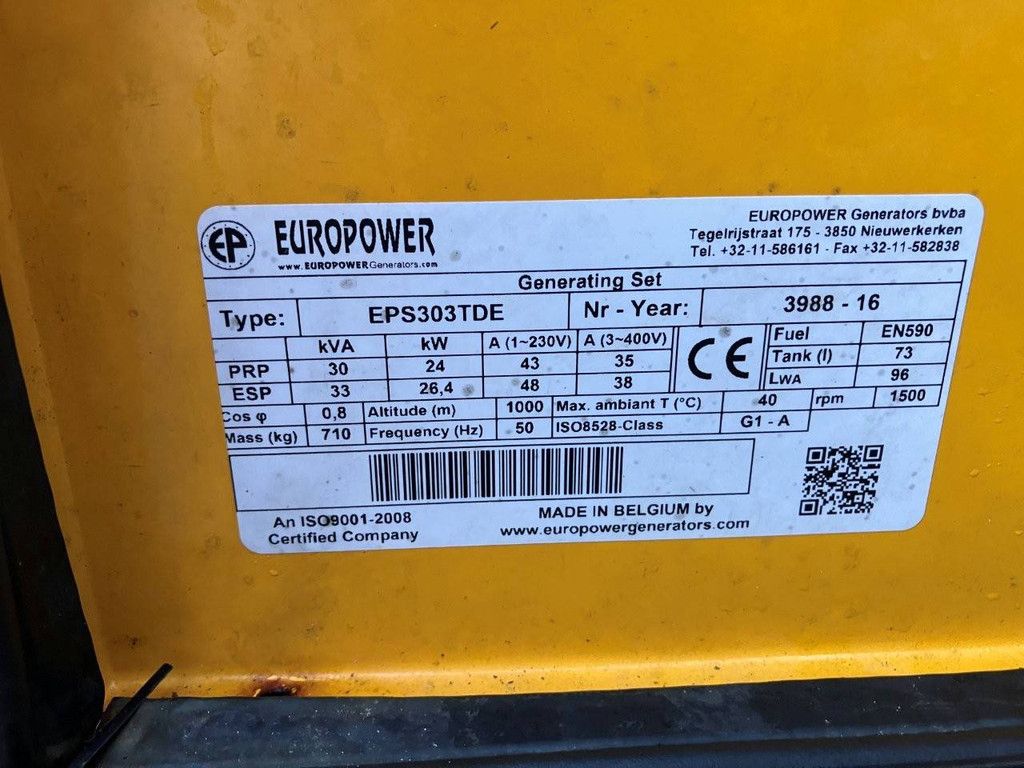 EP EUROPOWER
www.EUROPOWERGenerators.com
EUROPOWER Generators bvba
Tegelrijstraat 175 - 3850 Nieuwerkerken
Tel. +32-11-586161 - Fax +32-11-582838
Generating Set
Type: EPS303TDE Nr - Year: 3988 - 16
kVA kW A (1~230V) A (3~400V)
PRP 30 24 43 35
ESP 33 26,4 48 38
CE
Fuel EN590
Tank (l) 73
LWA 96
Cos φ 0,8 Altitude (m) 1000 Max. ambiant T (°C) 40 rpm 1500
Mass (kg) 710 Frequency (Hz) 50 ISO8528-Class G1 - A
An ISO9001-2008
Certified Company
MADE IN BELGIUM by
www.europowergenerators.com